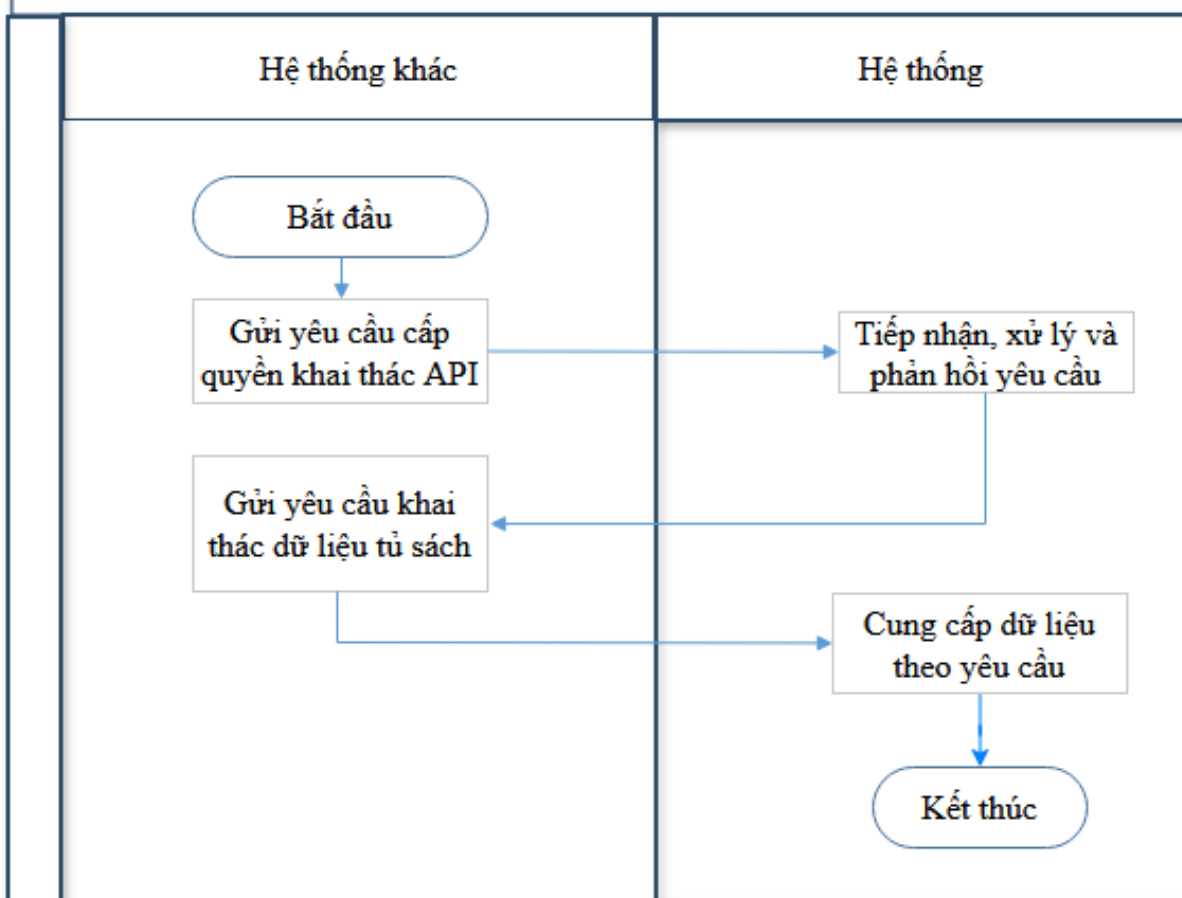 Hệ thống khác
Hệ thống
Bắt đầu
Gửi yêu cầu cấp
quyền khai thác API
Tiếp nhận, xử lý và
phản hồi yêu cầu
Gửi yêu cầu khai
thác dữ liệu tủ sách
Cung cấp dữ liệu
theo yêu cầu
Kết thúc